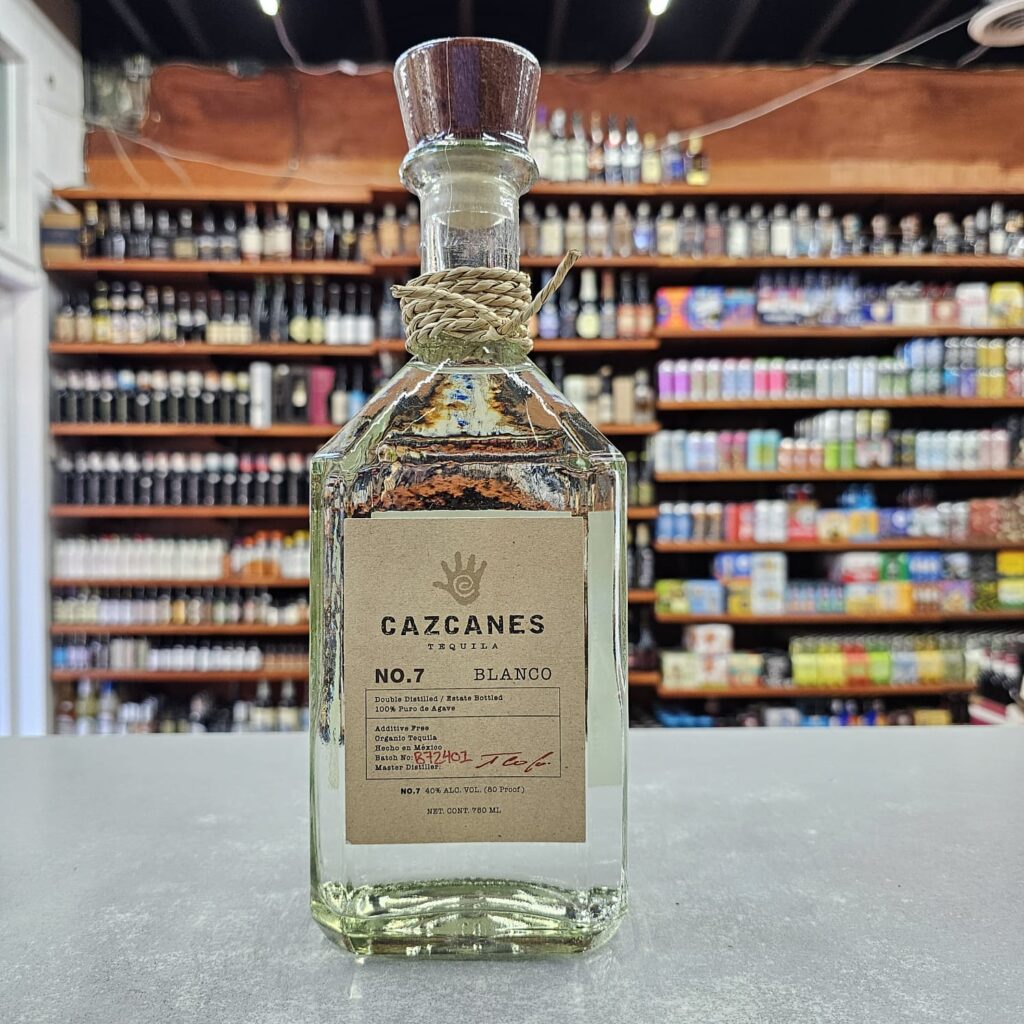 CAZCANES
TEQUILA
NO.7 BLANCO
Double Distilled / Estate Bottled
100% Puro de Agave
Additive Free
Organic Tequila
Hecho en México
Batch No: B72401
Master Distiller:
NO.7 40% ALC. VOL. (80 Proof)
NET. CONT. 750 ML